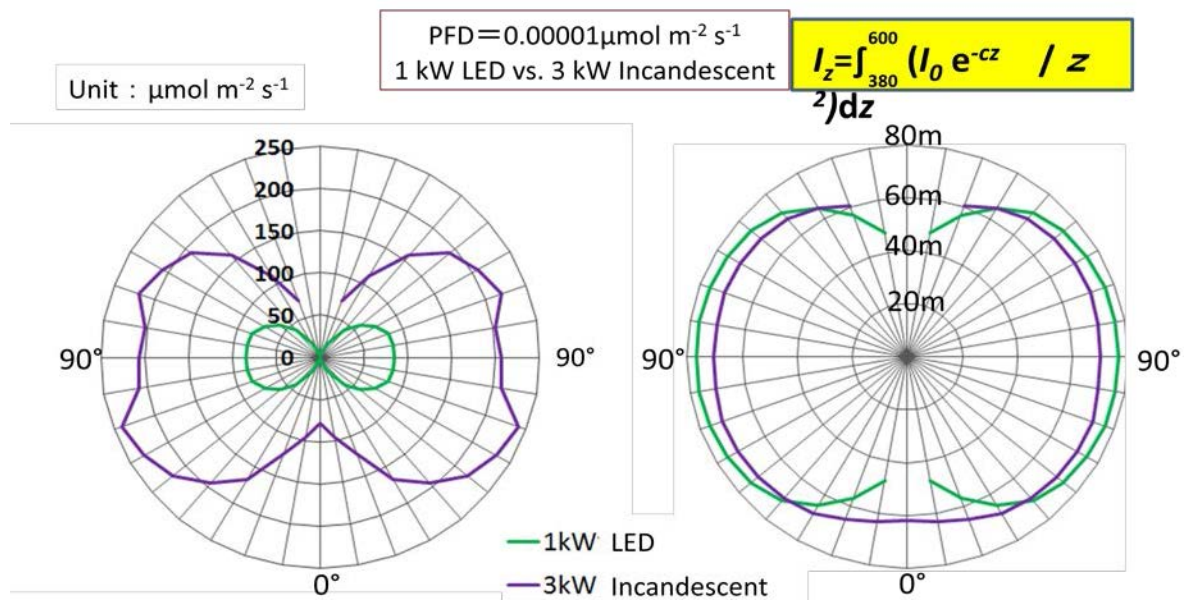 PFD＝0.00001μmol m⁻² s⁻¹
1 kW LED vs. 3 kW Incandescent
I_z=∫₃₈₀⁶⁰⁰ (I₀ e⁻ᶜᶻ / z
²)dz
Unit : μmol m⁻² s⁻¹
250
200
150
100
50
0
90°
90°
0°
80m
60m
40m
20m
90°
90°
0°
1kW LED
3kW Incandescent